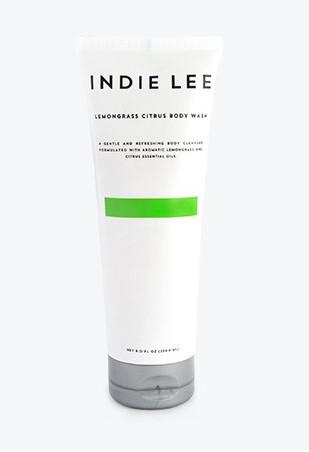 INDIE LEE
LEMONGRASS CITRUS BODY WASH
A GENTLE AND REFRESHING BODY CLEANSER
FORMULATED WITH AROMATIC LEMONGRASS AND
CITRUS ESSENTIAL OILS
NET 8.0 FL OZ